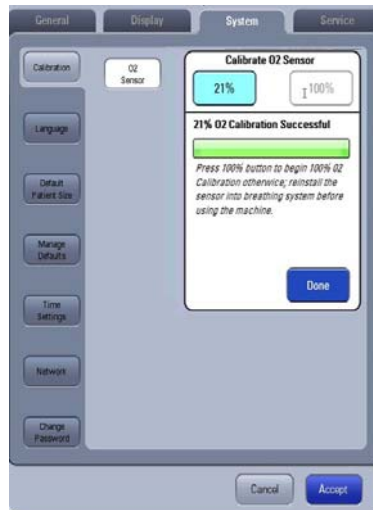 General
Display
System
Service
Calibration
O2
Sensor
Calibrate O2 Sensor
21%
100%
21% O2 Calibration Successful
Press 100% button to begin 100% O2
Calibration otherwice; reinstall the
sensor into breathing system before
using the machine.
Done
Language
Default
Patient Size
Manage
Defaults
Time
Settings
Network
Change
Password
Cancel
Accept